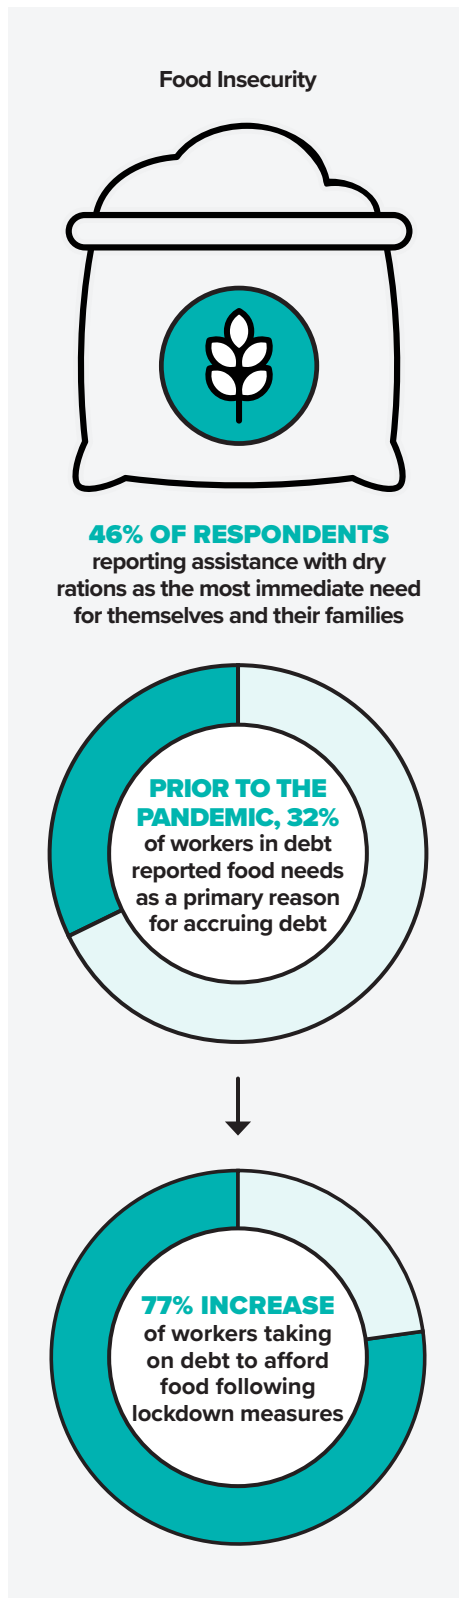 Food Insecurity
46% OF RESPONDENTS
reporting assistance with dry
rations as the most immediate need
for themselves and their families
PRIOR TO THE
PANDEMIC, 32%
of workers in debt
reported food needs
as a primary reason
for accruing debt
77% INCREASE
of workers taking
on debt to afford
food following
lockdown measures